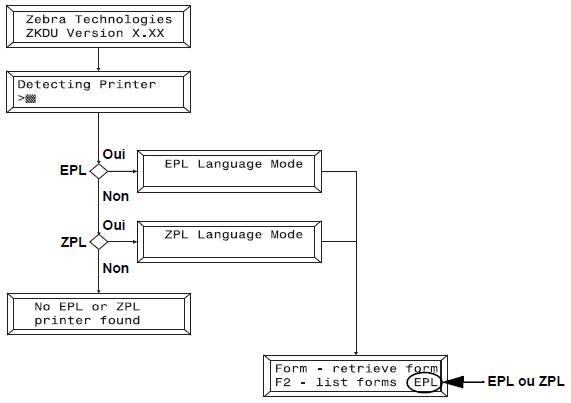 Zebra Technologies
ZKDU Version X.XX
Detecting Printer
>▒
Oui
EPL
EPL Language Mode
Non
Oui
ZPL
ZPL Language Mode
Non
No EPL or ZPL
printer found
Form - retrieve form
F2 - list forms EPL
EPL ou ZPL